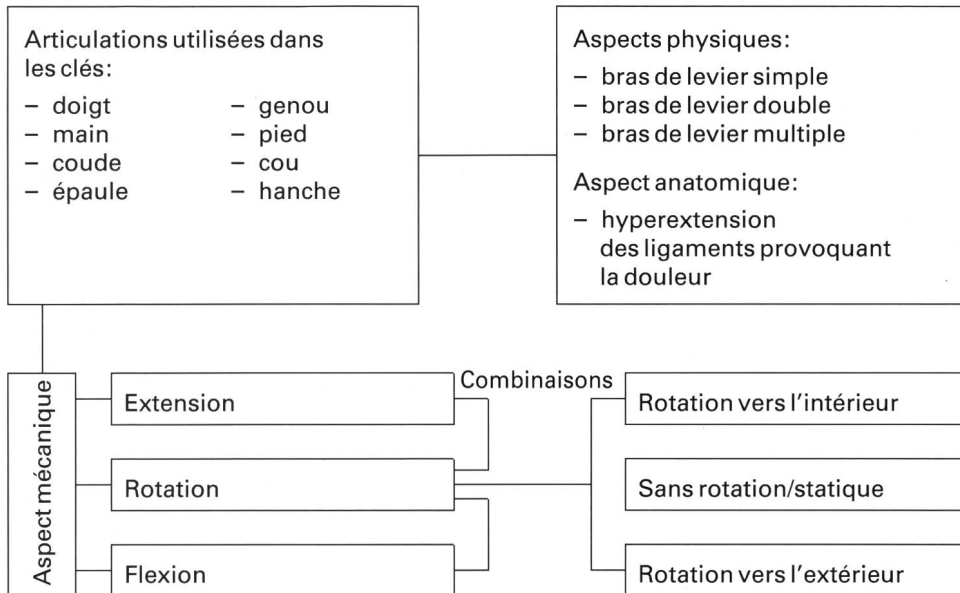 Articulations utilisées dans
les clés:
– doigt
– main
– coude
– épaule
– genou
– pied
– cou
– hanche
Aspects physiques:
– bras de levier simple
– bras de levier double
– bras de levier multiple
Aspect anatomique:
– hyperextension
des ligaments provoquant
la douleur
Aspect mécanique
Extension
Rotation
Flexion
Combinaisons
Rotation vers l'intérieur
Sans rotation/statique
Rotation vers l'extérieur